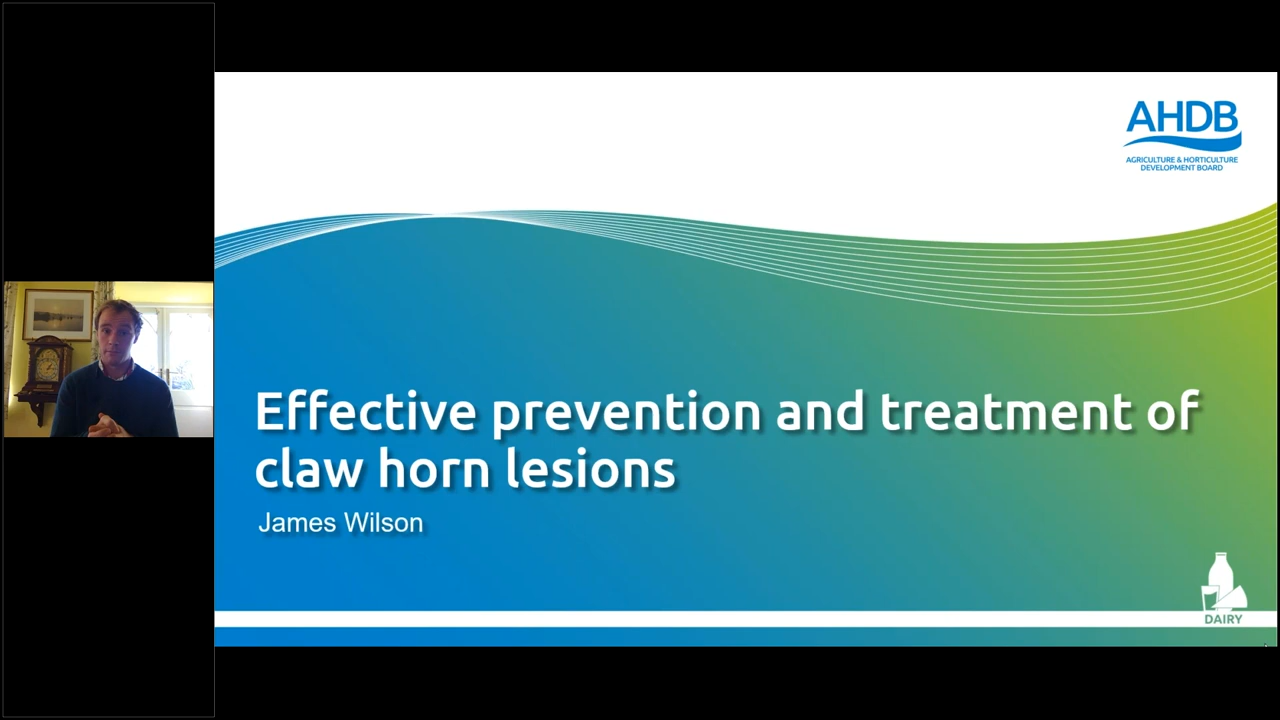 AHDB
AGRICULTURE & HORTICULTURE
DEVELOPMENT BOARD
Effective prevention and treatment of
claw horn lesions
James Wilson
DAIRY